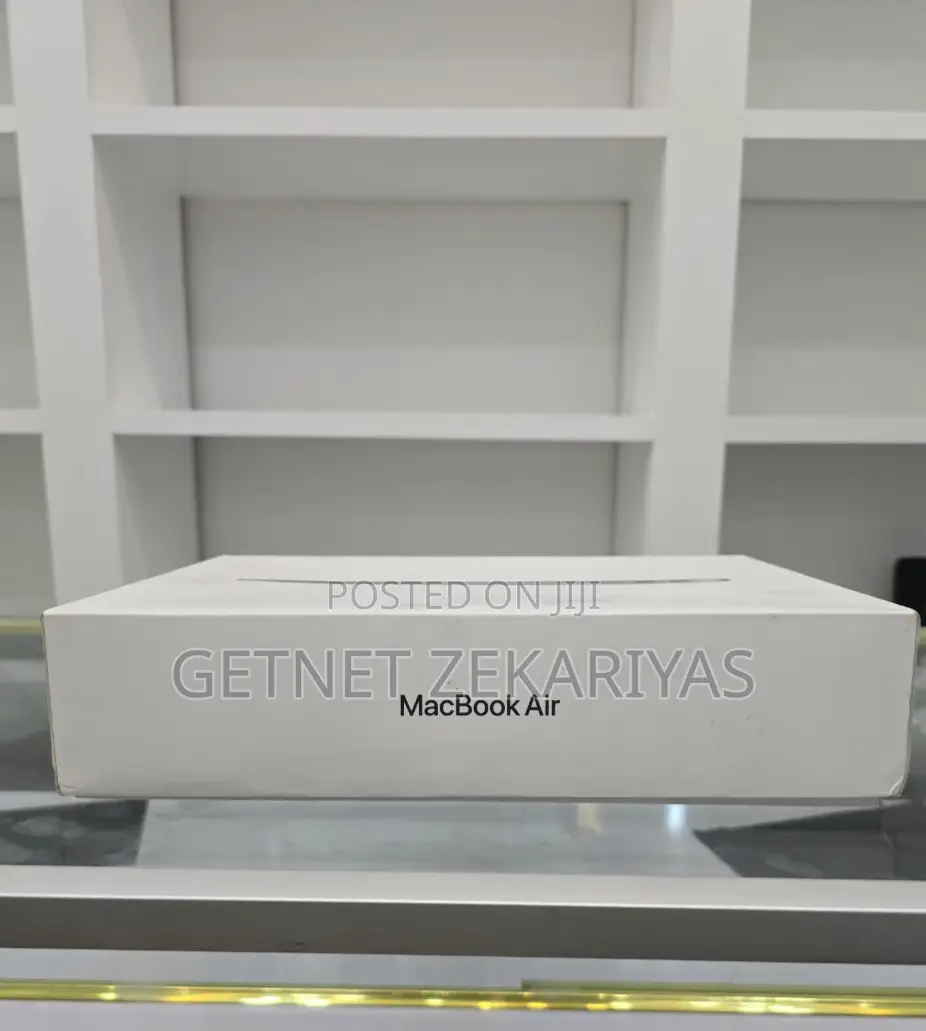 POSTED ON JIJI
GETNET ZEKARIYAS
MacBook Air